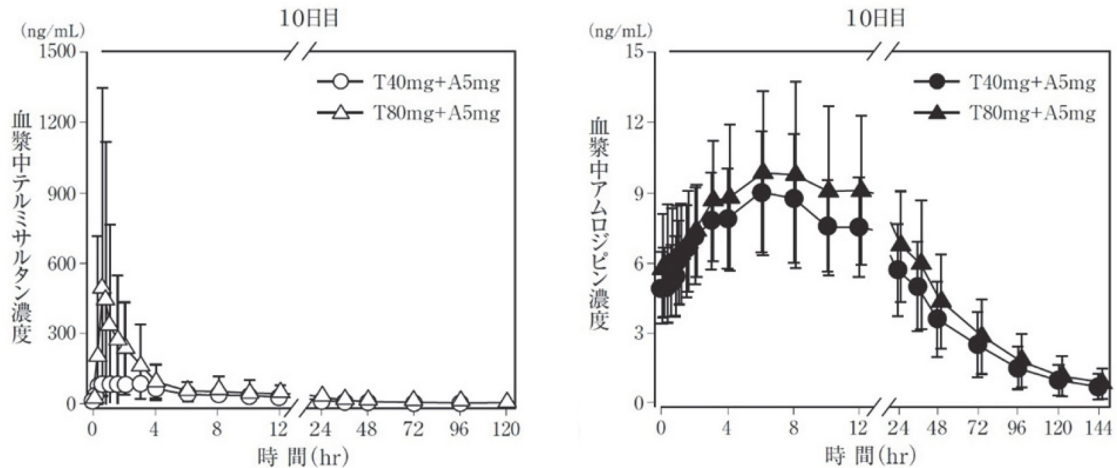 10日目
(ng/mL)
1500
1200
900
600
300
0
血漿中テルミサルタン濃度
T40mg+A5mg
T80mg+A5mg
0 4 8 12 24 48 72 96 120
時間(hr)
10日目
(ng/mL)
15
12
9
6
3
0
血漿中アムロジピン濃度
T40mg+A5mg
T80mg+A5mg
0 4 8 12 24 48 72 96 120 144
時間(hr)